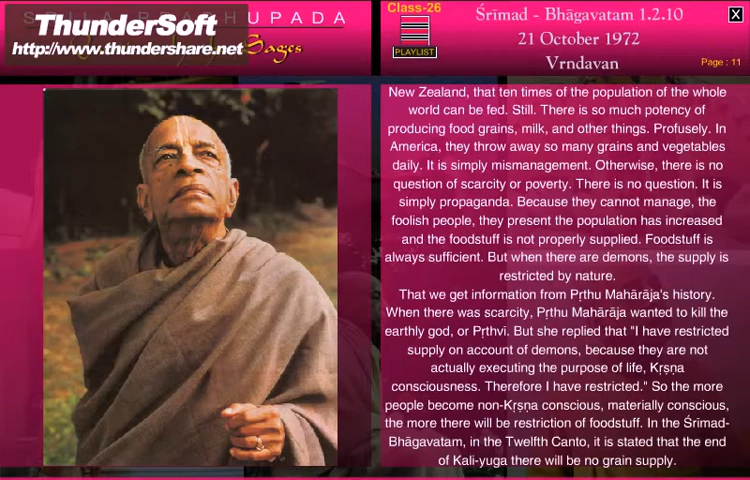 ThunderSoft
http://www.thundershare.net
HUPADA
Sages
Class-26
PLAYLIST
Śrīmad - Bhāgavatam 1.2.10
21 October 1972
Vrndavan
X
Page : 11
New Zealand, that ten times of the population of the whole
world can be fed. Still. There is so much potency of
producing food grains, milk, and other things. Profusely. In
America, they throw away so many grains and vegetables
daily. It is simply mismanagement. Otherwise, there is no
question of scarcity or poverty. There is no question. It is
simply propaganda. Because they cannot manage, the
foolish people, they present the population has increased
and the foodstuff is not properly supplied. Foodstuff is
always sufficient. But when there are demons, the supply is
restricted by nature.
That we get information from Pṛthu Mahārāja's history.
When there was scarcity, Pṛthu Mahārāja wanted to kill the
earthly god, or Pṛthvi. But she replied that "I have restricted
supply on account of demons, because they are not
actually executing the purpose of life, Kṛṣṇa
consciousness. Therefore I have restricted." So the more
people become non-Kṛṣṇa conscious, materially conscious,
the more there will be restriction of foodstuff. In the Śrīmad-
Bhāgavatam, in the Twelfth Canto, it is stated that the end
of Kali-yuga there will be no grain supply.